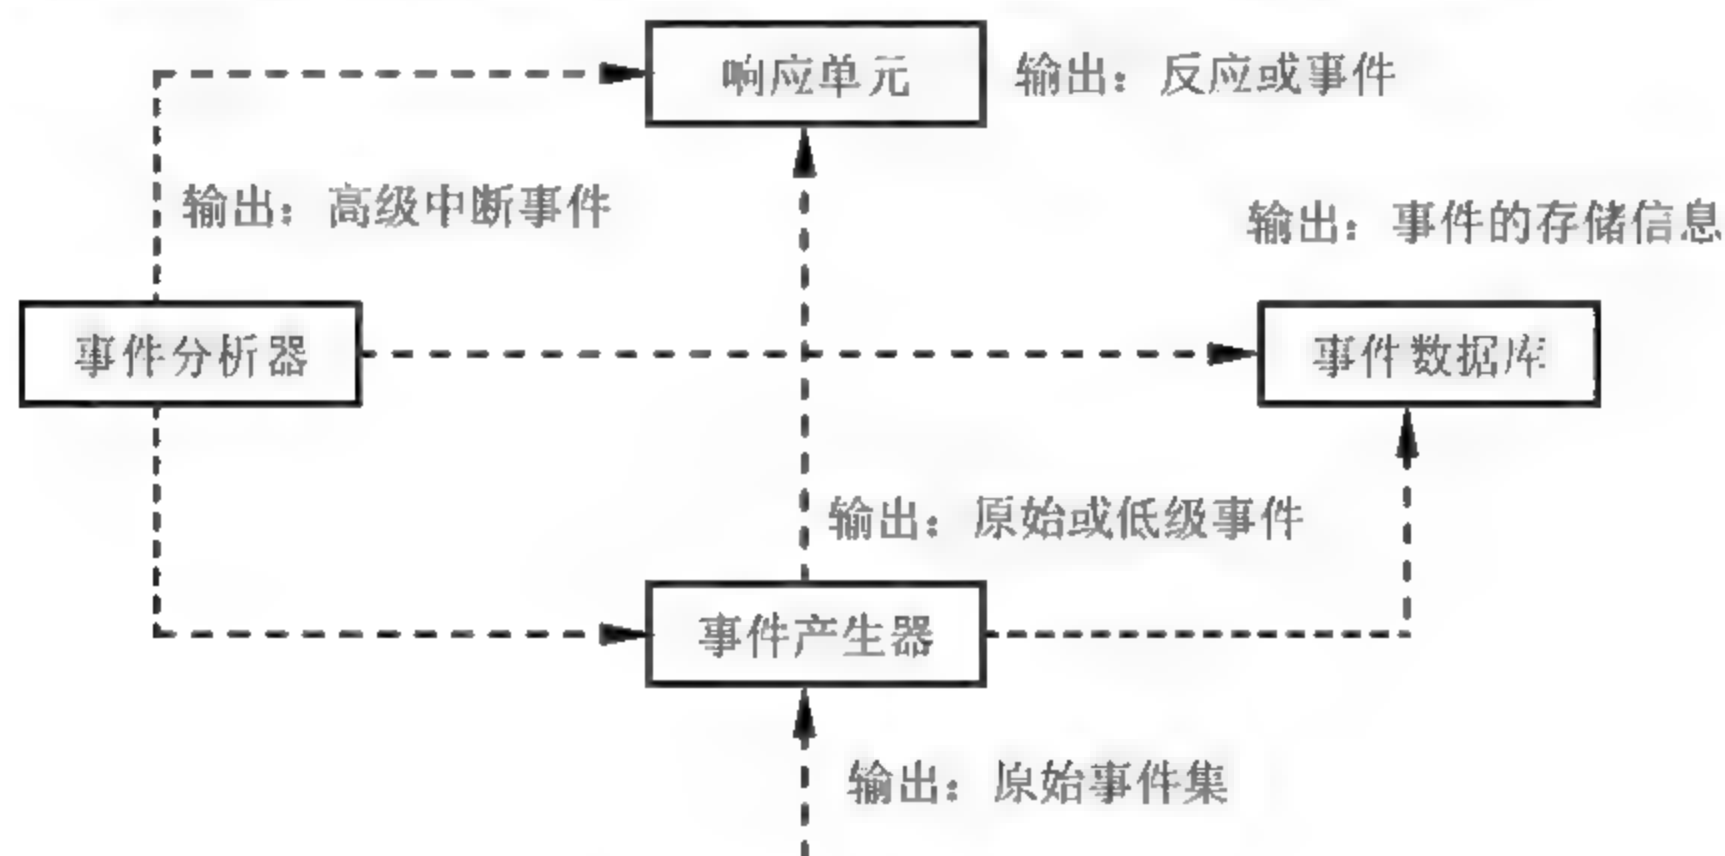 响应单元
输出：反应或事件
输出：高级中断事件
输出：事件的存储信息
事件分析器
事件数据库
输出：原始或低级事件
事件产生器
输出：原始事件集